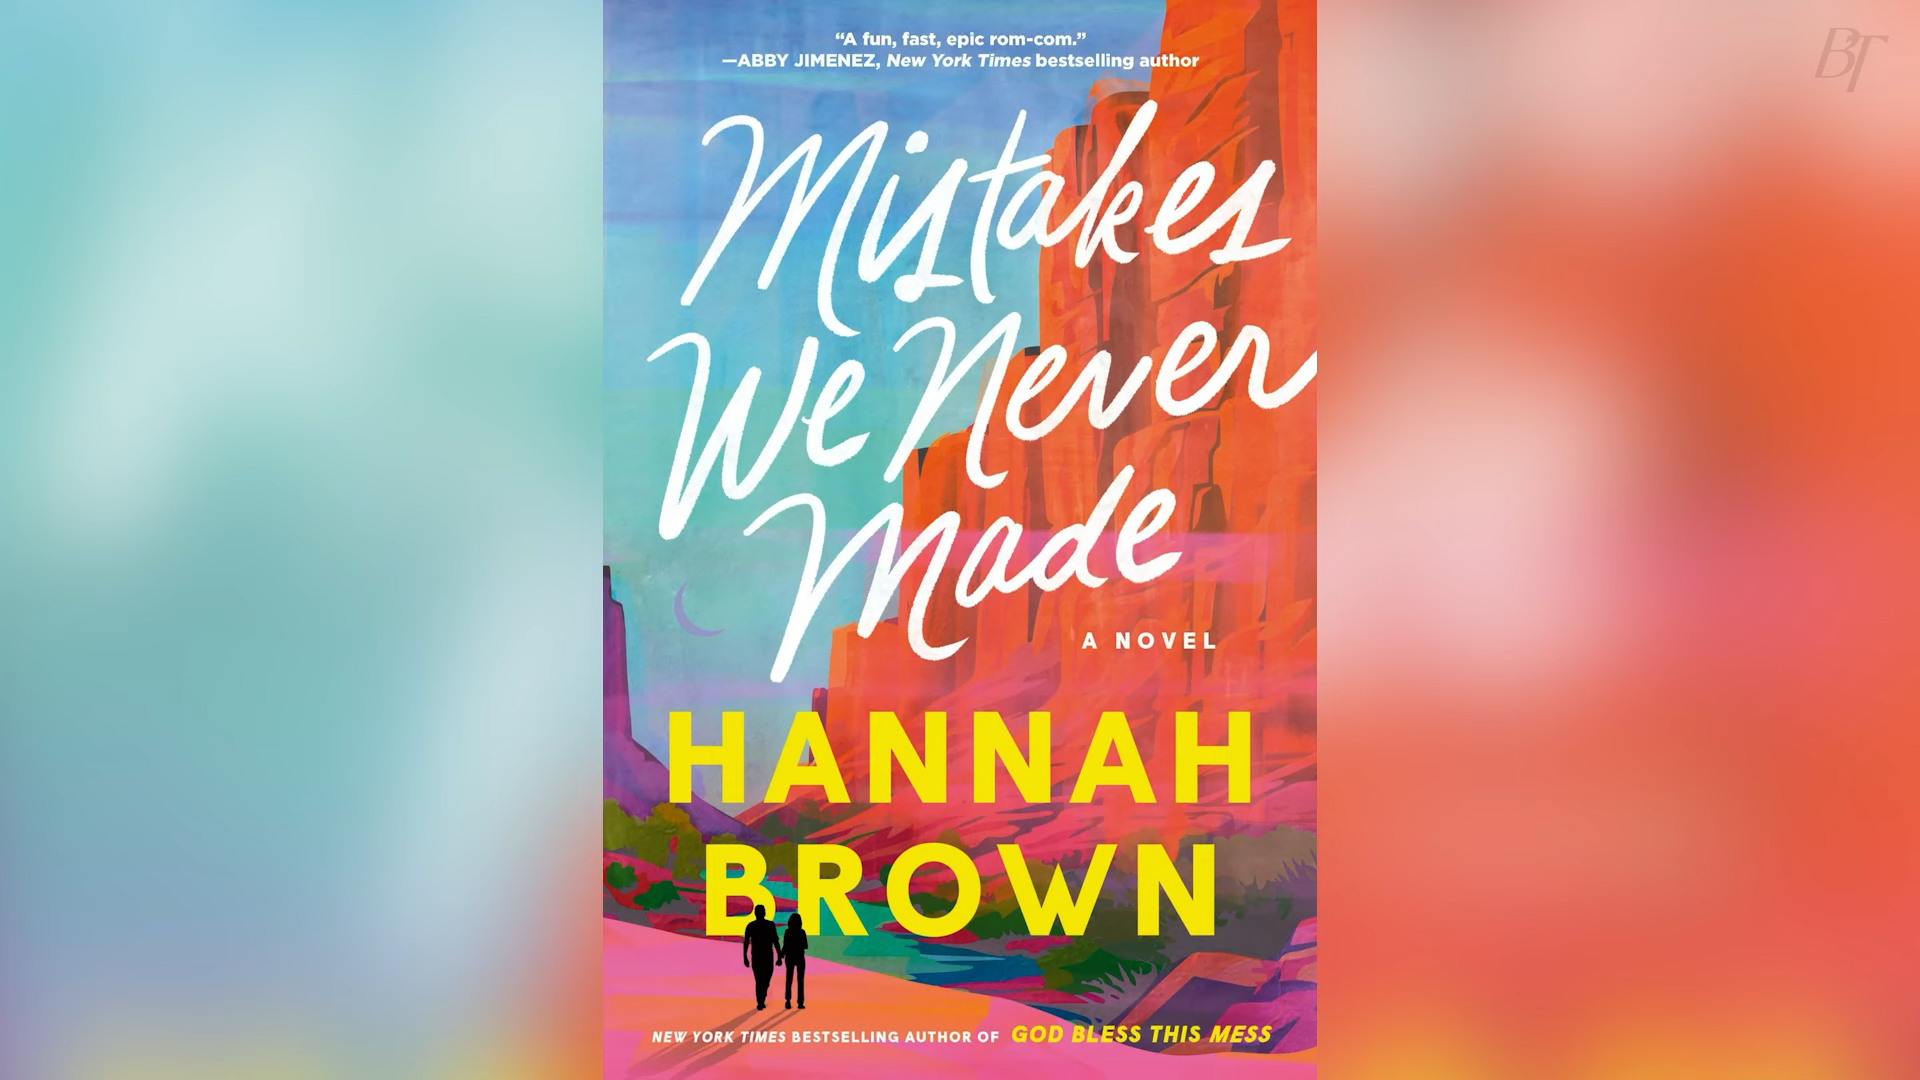 “A fun, fast, epic rom-com.”
—ABBY JIMENEZ, New York Times bestselling author
BT
Mistakes
We Never
Made
A NOVEL
HANNAH
BROWN
NEW YORK TIMES BESTSELLING AUTHOR OF GOD BLESS THIS MESS